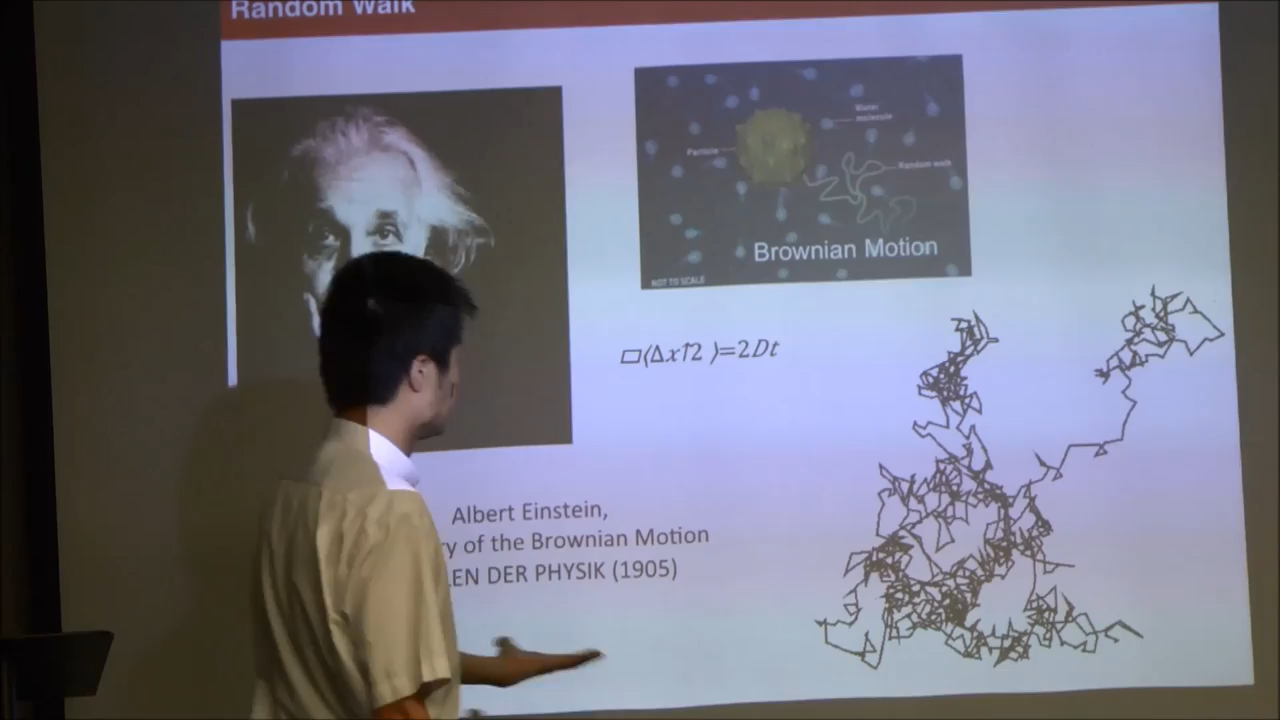 Random Walk
Water
molecule
Particle
Random walk
Brownian Motion
NOT TO SCALE
▭⟨Δx↑2 ⟩=2Dt
Albert Einstein,
ry of the Brownian Motion
LEN DER PHYSIK (1905)